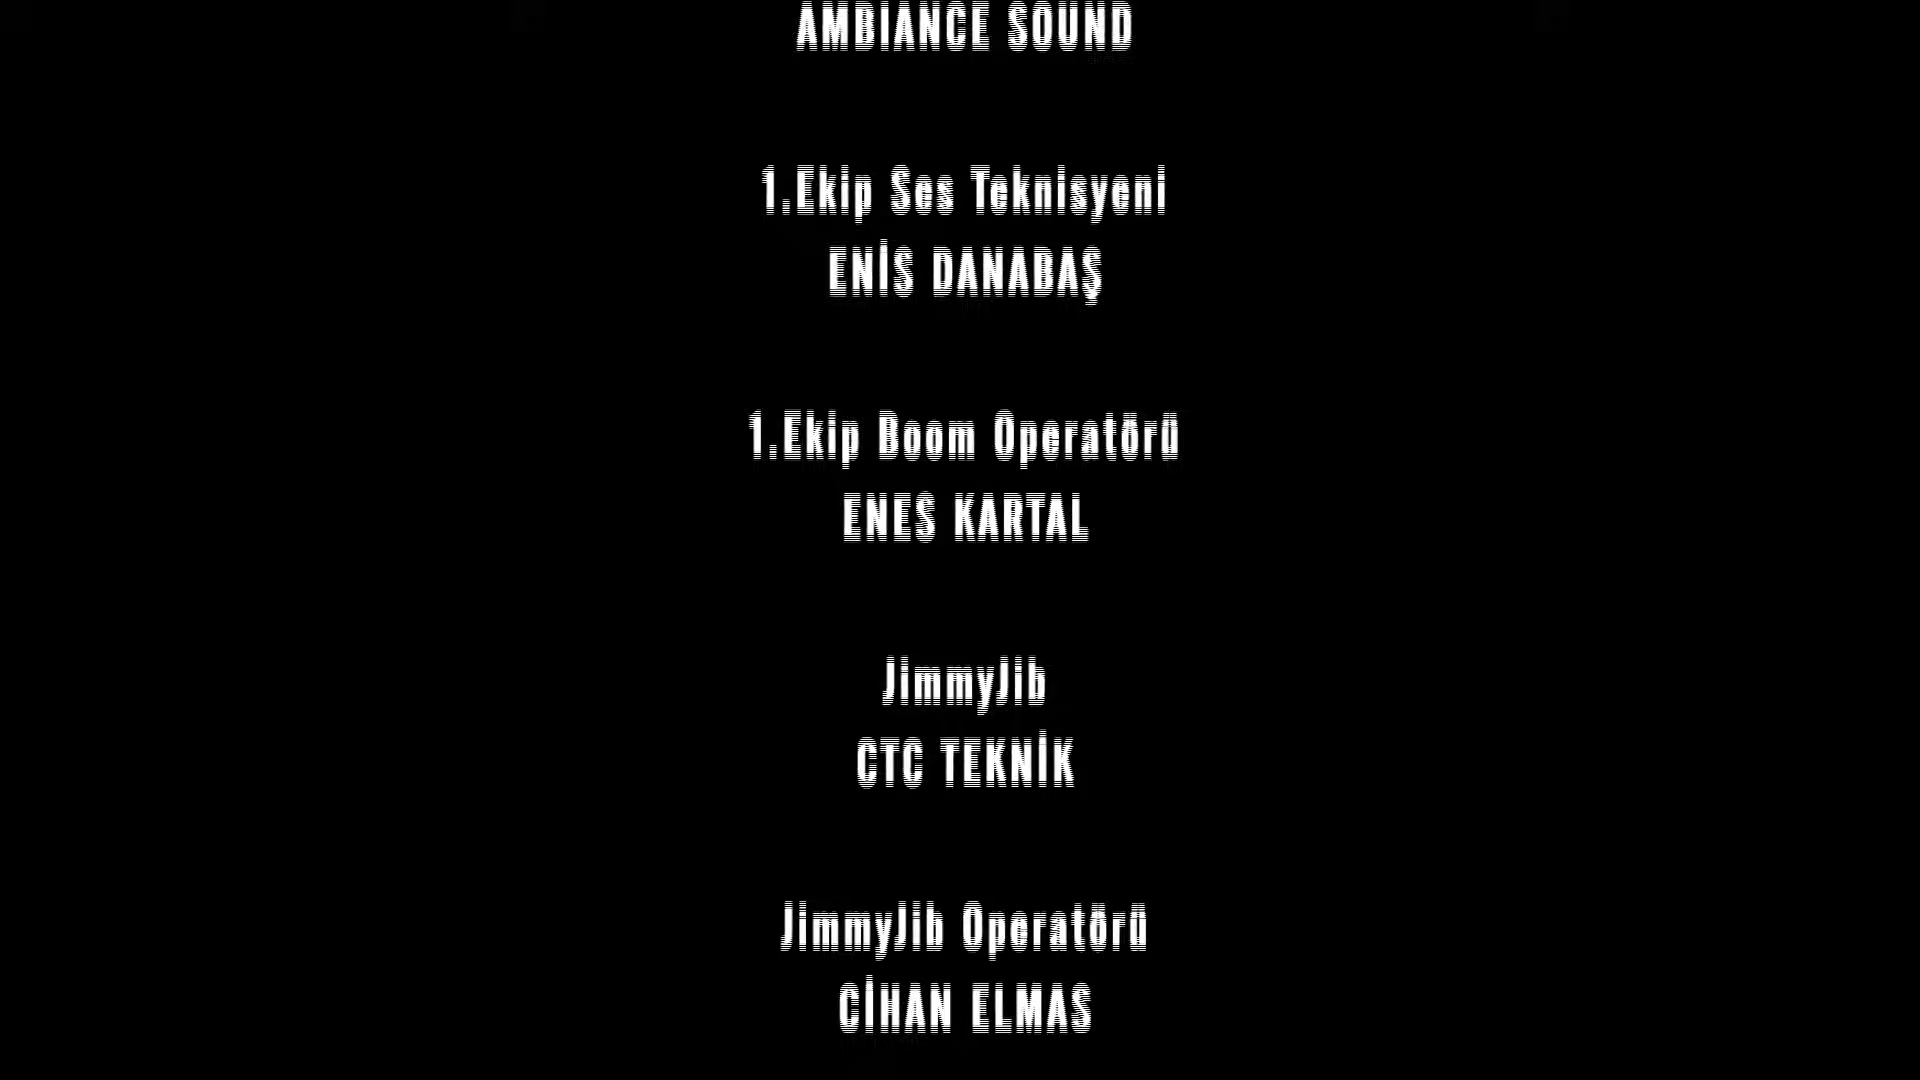 AMBIANCE SOUND
1.Ekip Ses Teknisyeni
ENİS DANABAŞ
1.Ekip Boom Operatörü
ENES KARTAL
JimmyJib
CTC TEKNİK
JimmyJib Operatörü
CİHAN ELMAS